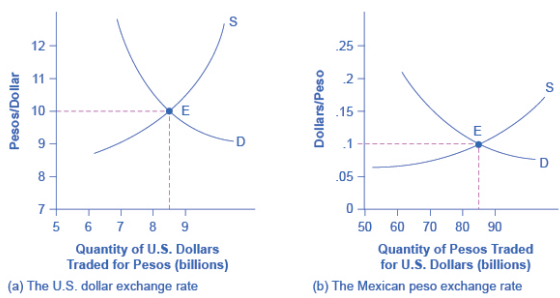 Pesos/Dollar
12
11
10
9
8
7
5 6 7 8 9
S
E
D
Quantity of U.S. Dollars
Traded for Pesos (billions)
(a) The U.S. dollar exchange rate
Dollars/Peso
.25
.2
.15
.1
.05
0
50 60 70 80 90
S
E
D
Quantity of Pesos Traded
for U.S. Dollars (billions)
(b) The Mexican peso exchange rate